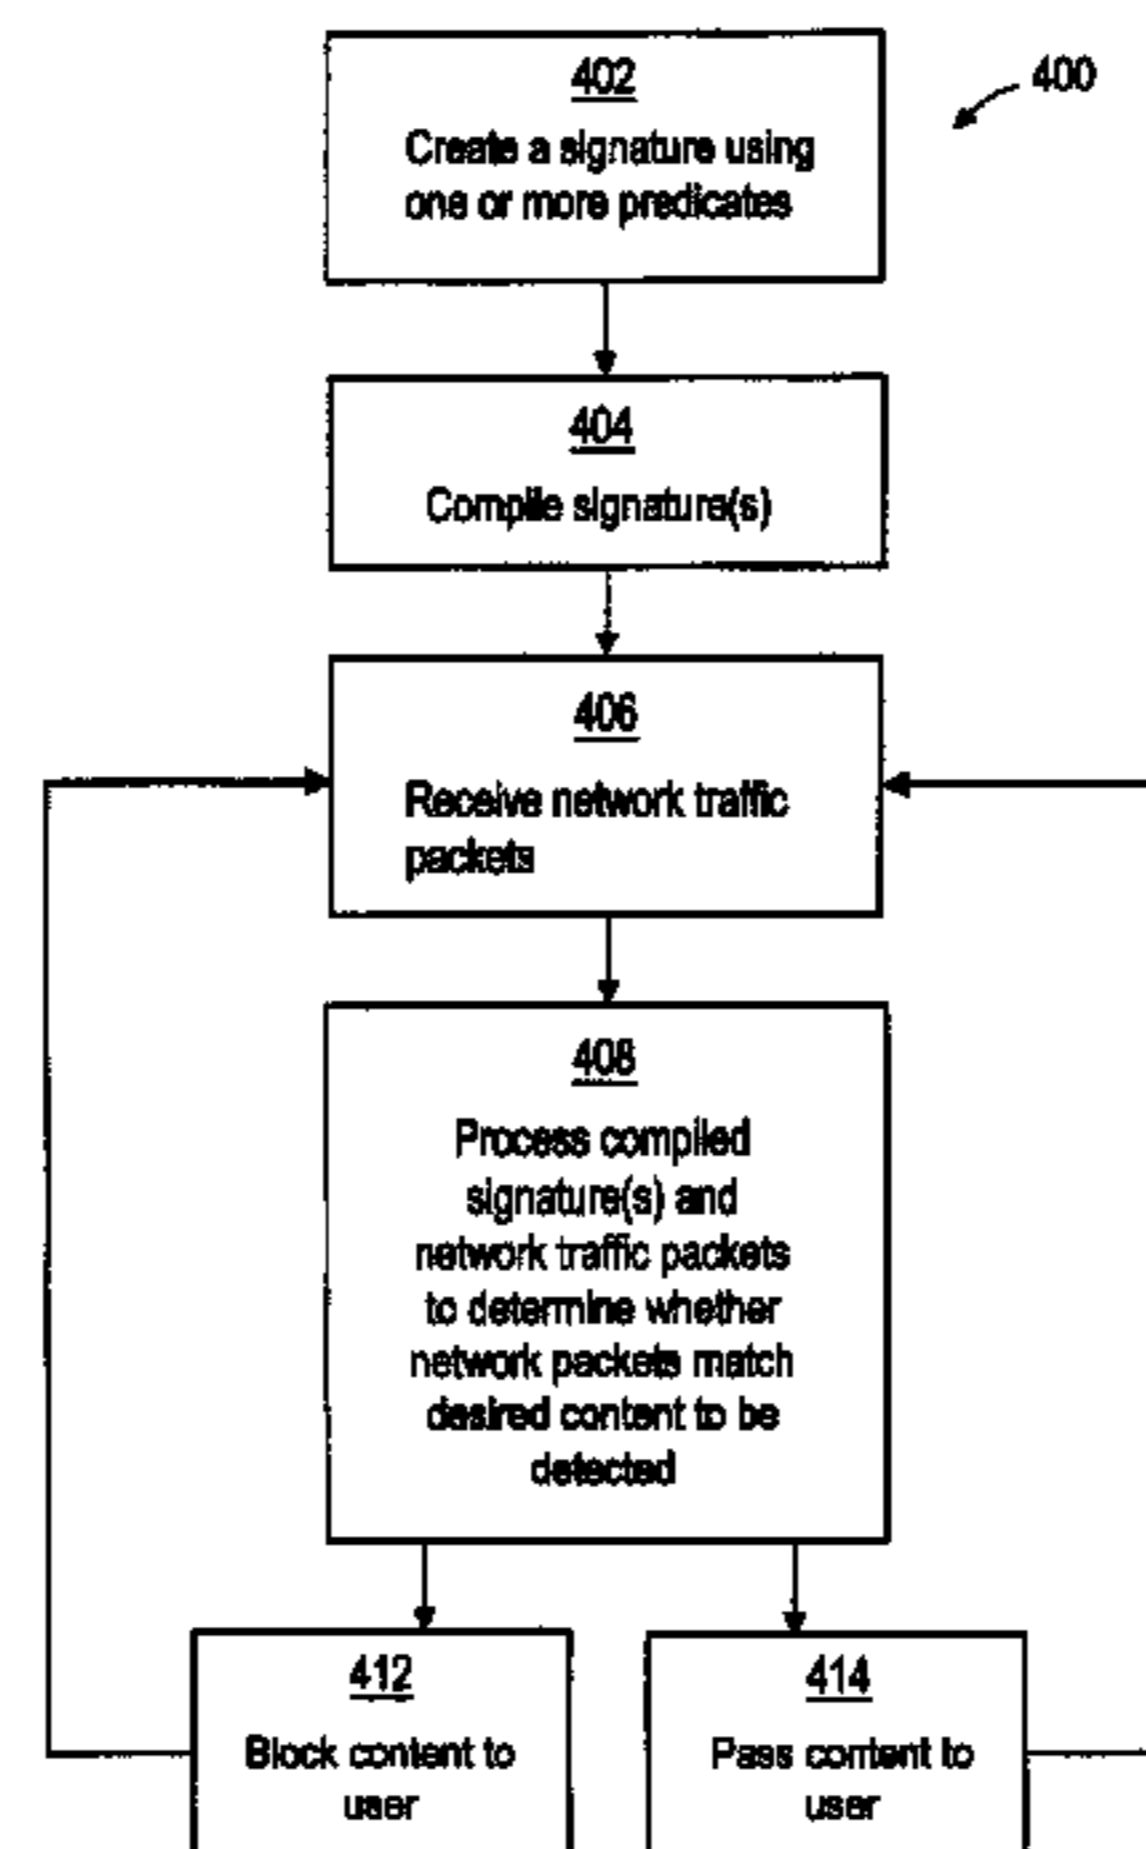 402
400
Create a signature using
one or more predicates
404
Compile signature(s)
406
Receive network traffic
packets
408
Process compiled
signature(s) and
network traffic packets
to determine whether
network packets match
desired content to be
detected
412
Block content to
user
414
Pass content to
user